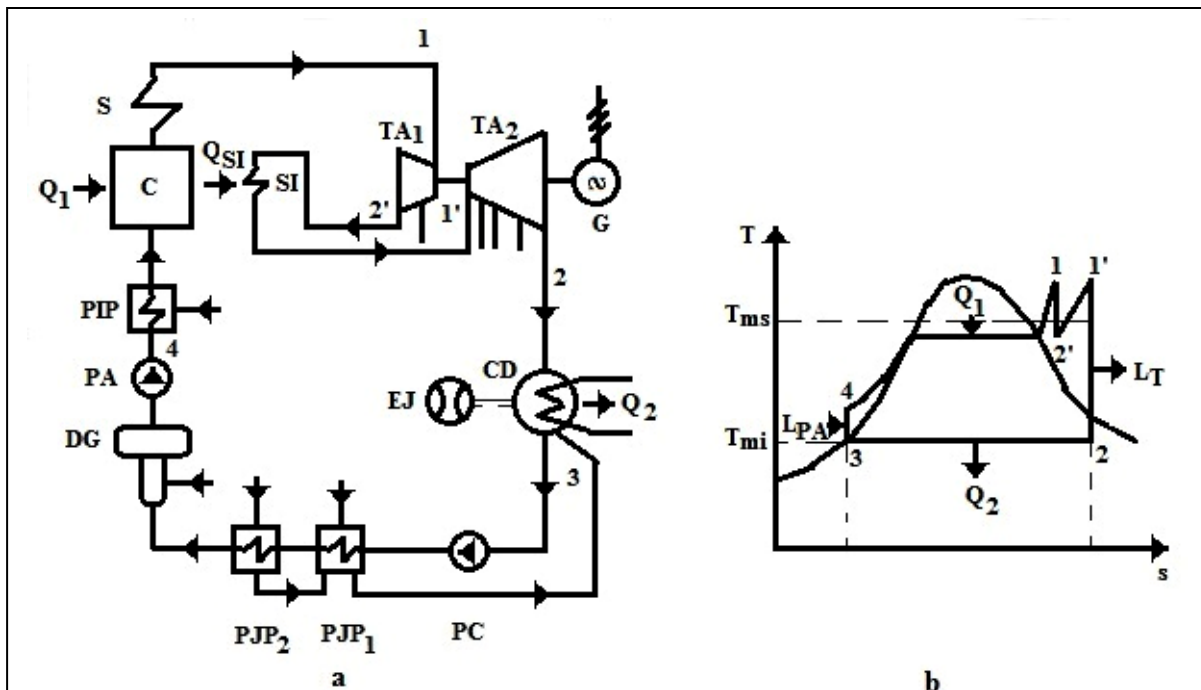 1
S
TA1
TA2
QSI
SI
Q1
C
2'
1'
G
PIP
2
4
PA
CD
EJ
Q2
DG
3
PJP2
PJP1
PC
a
T
1
1'
Q1
Tms
2'
4
LT
LPA
Tmi
3
2
Q2
s
b